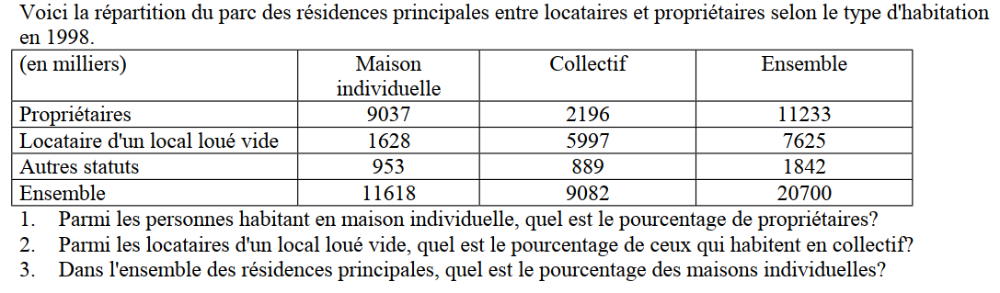 Voici la répartition du parc des résidences principales entre locataires et propriétaires selon le type d'habitation
en 1998.
(en milliers) Maison Collectif Ensemble
individuelle
Propriétaires 9037 2196 11233
Locataire d'un local loué vide 1628 5997 7625
Autres statuts 953 889 1842
Ensemble 11618 9082 20700
1. Parmi les personnes habitant en maison individuelle, quel est le pourcentage de propriétaires?
2. Parmi les locataires d'un local loué vide, quel est le pourcentage de ceux qui habitent en collectif?
3. Dans l'ensemble des résidences principales, quel est le pourcentage des maisons individuelles?